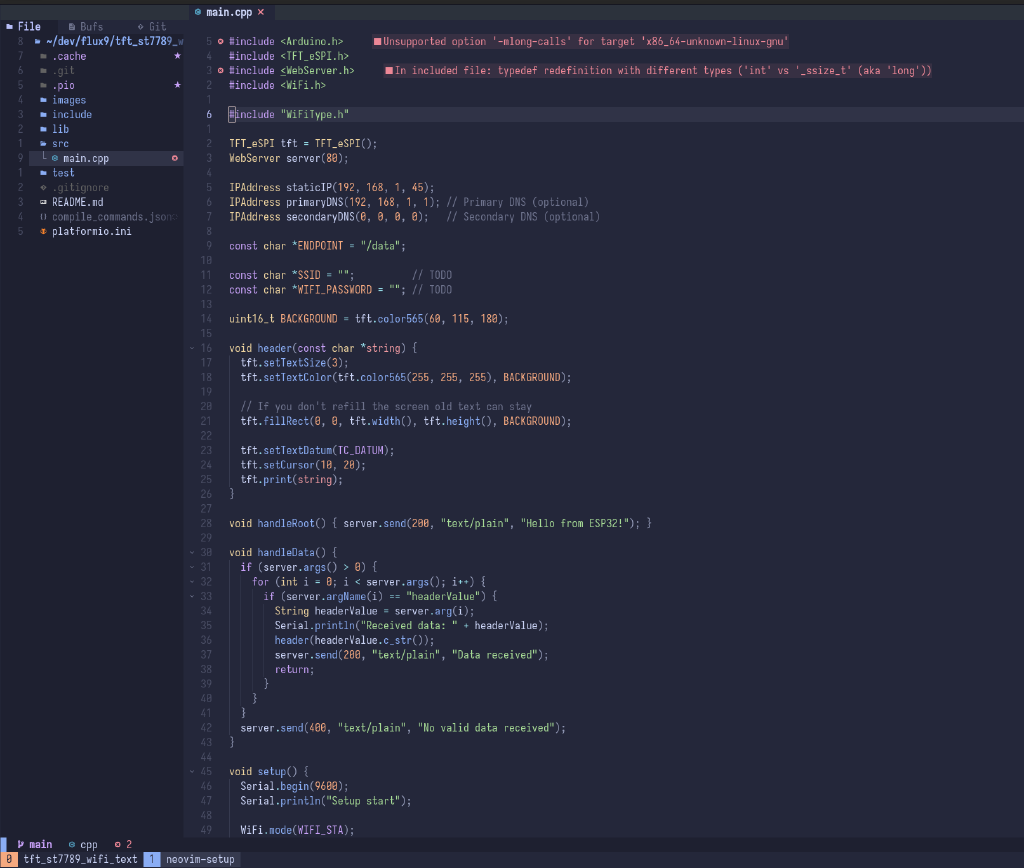 main.cpp ×
File Bufs Git
8 ~/dev/flux9/tft_st7789_w
7 .cache ★
6 .git
5 .pio ★
4 images
3 include
2 lib
1 src
9 main.cpp
1 test
2 .gitignore
3 README.md
4 {} compile_commands.json
5 platformio.ini
5 #include <Arduino.h> ■Unsupported option '-mlong-calls' for target 'x86_64-unknown-linux-gnu'
4 #include <TFT_eSPI.h>
3 #include <WebServer.h> ■In included file: typedef redefinition with different types ('int' vs '_ssize_t' (aka 'long'))
2 #include <WiFi.h>
1
6 #include "WiFiType.h"
1
2 TFT_eSPI tft = TFT_eSPI();
3 WebServer server(80);
4
5 IPAddress staticIP(192, 168, 1, 45);
6 IPAddress primaryDNS(192, 168, 1, 1); // Primary DNS (optional)
7 IPAddress secondaryDNS(0, 0, 0, 0); // Secondary DNS (optional)
8
9 const char *ENDPOINT = "/data";
10
11 const char *SSID = ""; // TODO
12 const char *WIFI_PASSWORD = ""; // TODO
13
14 uint16_t BACKGROUND = tft.color565(60, 115, 180);
15
16 void header(const char *string) {
17 tft.setTextSize(3);
18 tft.setTextColor(tft.color565(255, 255, 255), BACKGROUND);
19
20 // If you don't refill the screen old text can stay
21 tft.fillRect(0, 0, tft.width(), tft.height(), BACKGROUND);
22
23 tft.setTextDatum(TC_DATUM);
24 tft.setCursor(10, 20);
25 tft.print(string);
26 }
27
28 void handleRoot() { server.send(200, "text/plain", "Hello from ESP32!"); }
29
30 void handleData() {
31 if (server.args() > 0) {
32 for (int i = 0; i < server.args(); i++) {
33 if (server.argName(i) == "headerValue") {
34 String headerValue = server.arg(i);
35 Serial.println("Received data: " + headerValue);
36 header(headerValue.c_str());
37 server.send(200, "text/plain", "Data received");
38 return;
39 }
40 }
41 }
42 server.send(400, "text/plain", "No valid data received");
43 }
44
45 void setup() {
46 Serial.begin(9600);
47 Serial.println("Setup start");
48
49 WiFi.mode(WIFI_STA);
main cpp 2
0 tft_st7789_wifi_text 1 neovim-setup